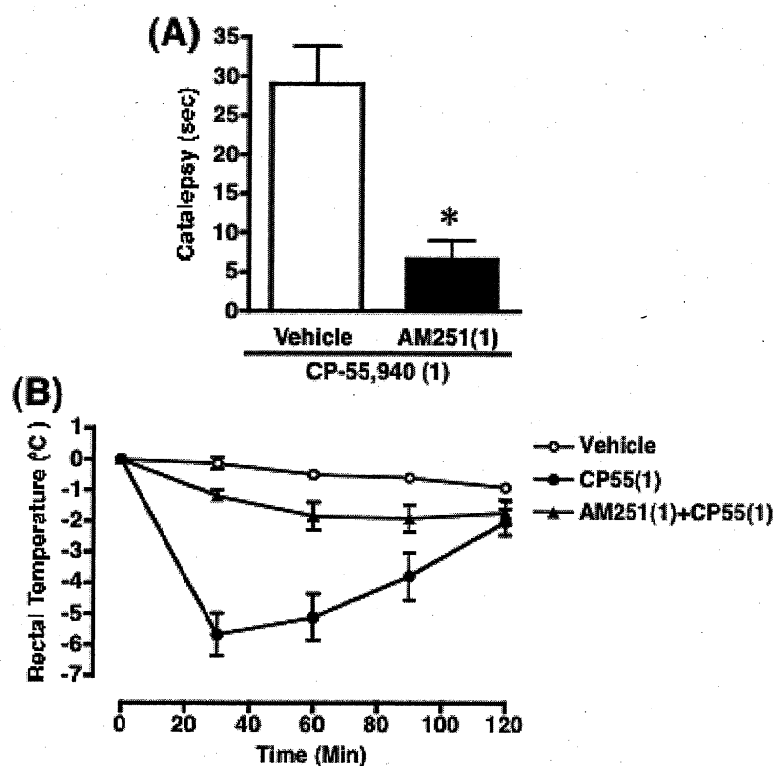 (A)
35
30
25
20
15
10
5
0
Catalepsy (sec)
*
Vehicle AM251(1)
CP-55,940 (1)
(B)
1
0
-1
-2
-3
-4
-5
-6
-7
Rectal Temperature (°C)
Vehicle
CP55(1)
AM251(1)+CP55(1)
0 20 40 60 80 100 120
Time (Min)